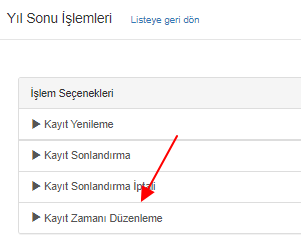 Yıl Sonu İşlemleri Listeye geri dön
İşlem Seçenekleri
▶ Kayıt Yenileme
▶ Kayıt Sonlandırma
▶ Kayıt Sonlandırma İptali
▶ Kayıt Zamanı Düzenleme